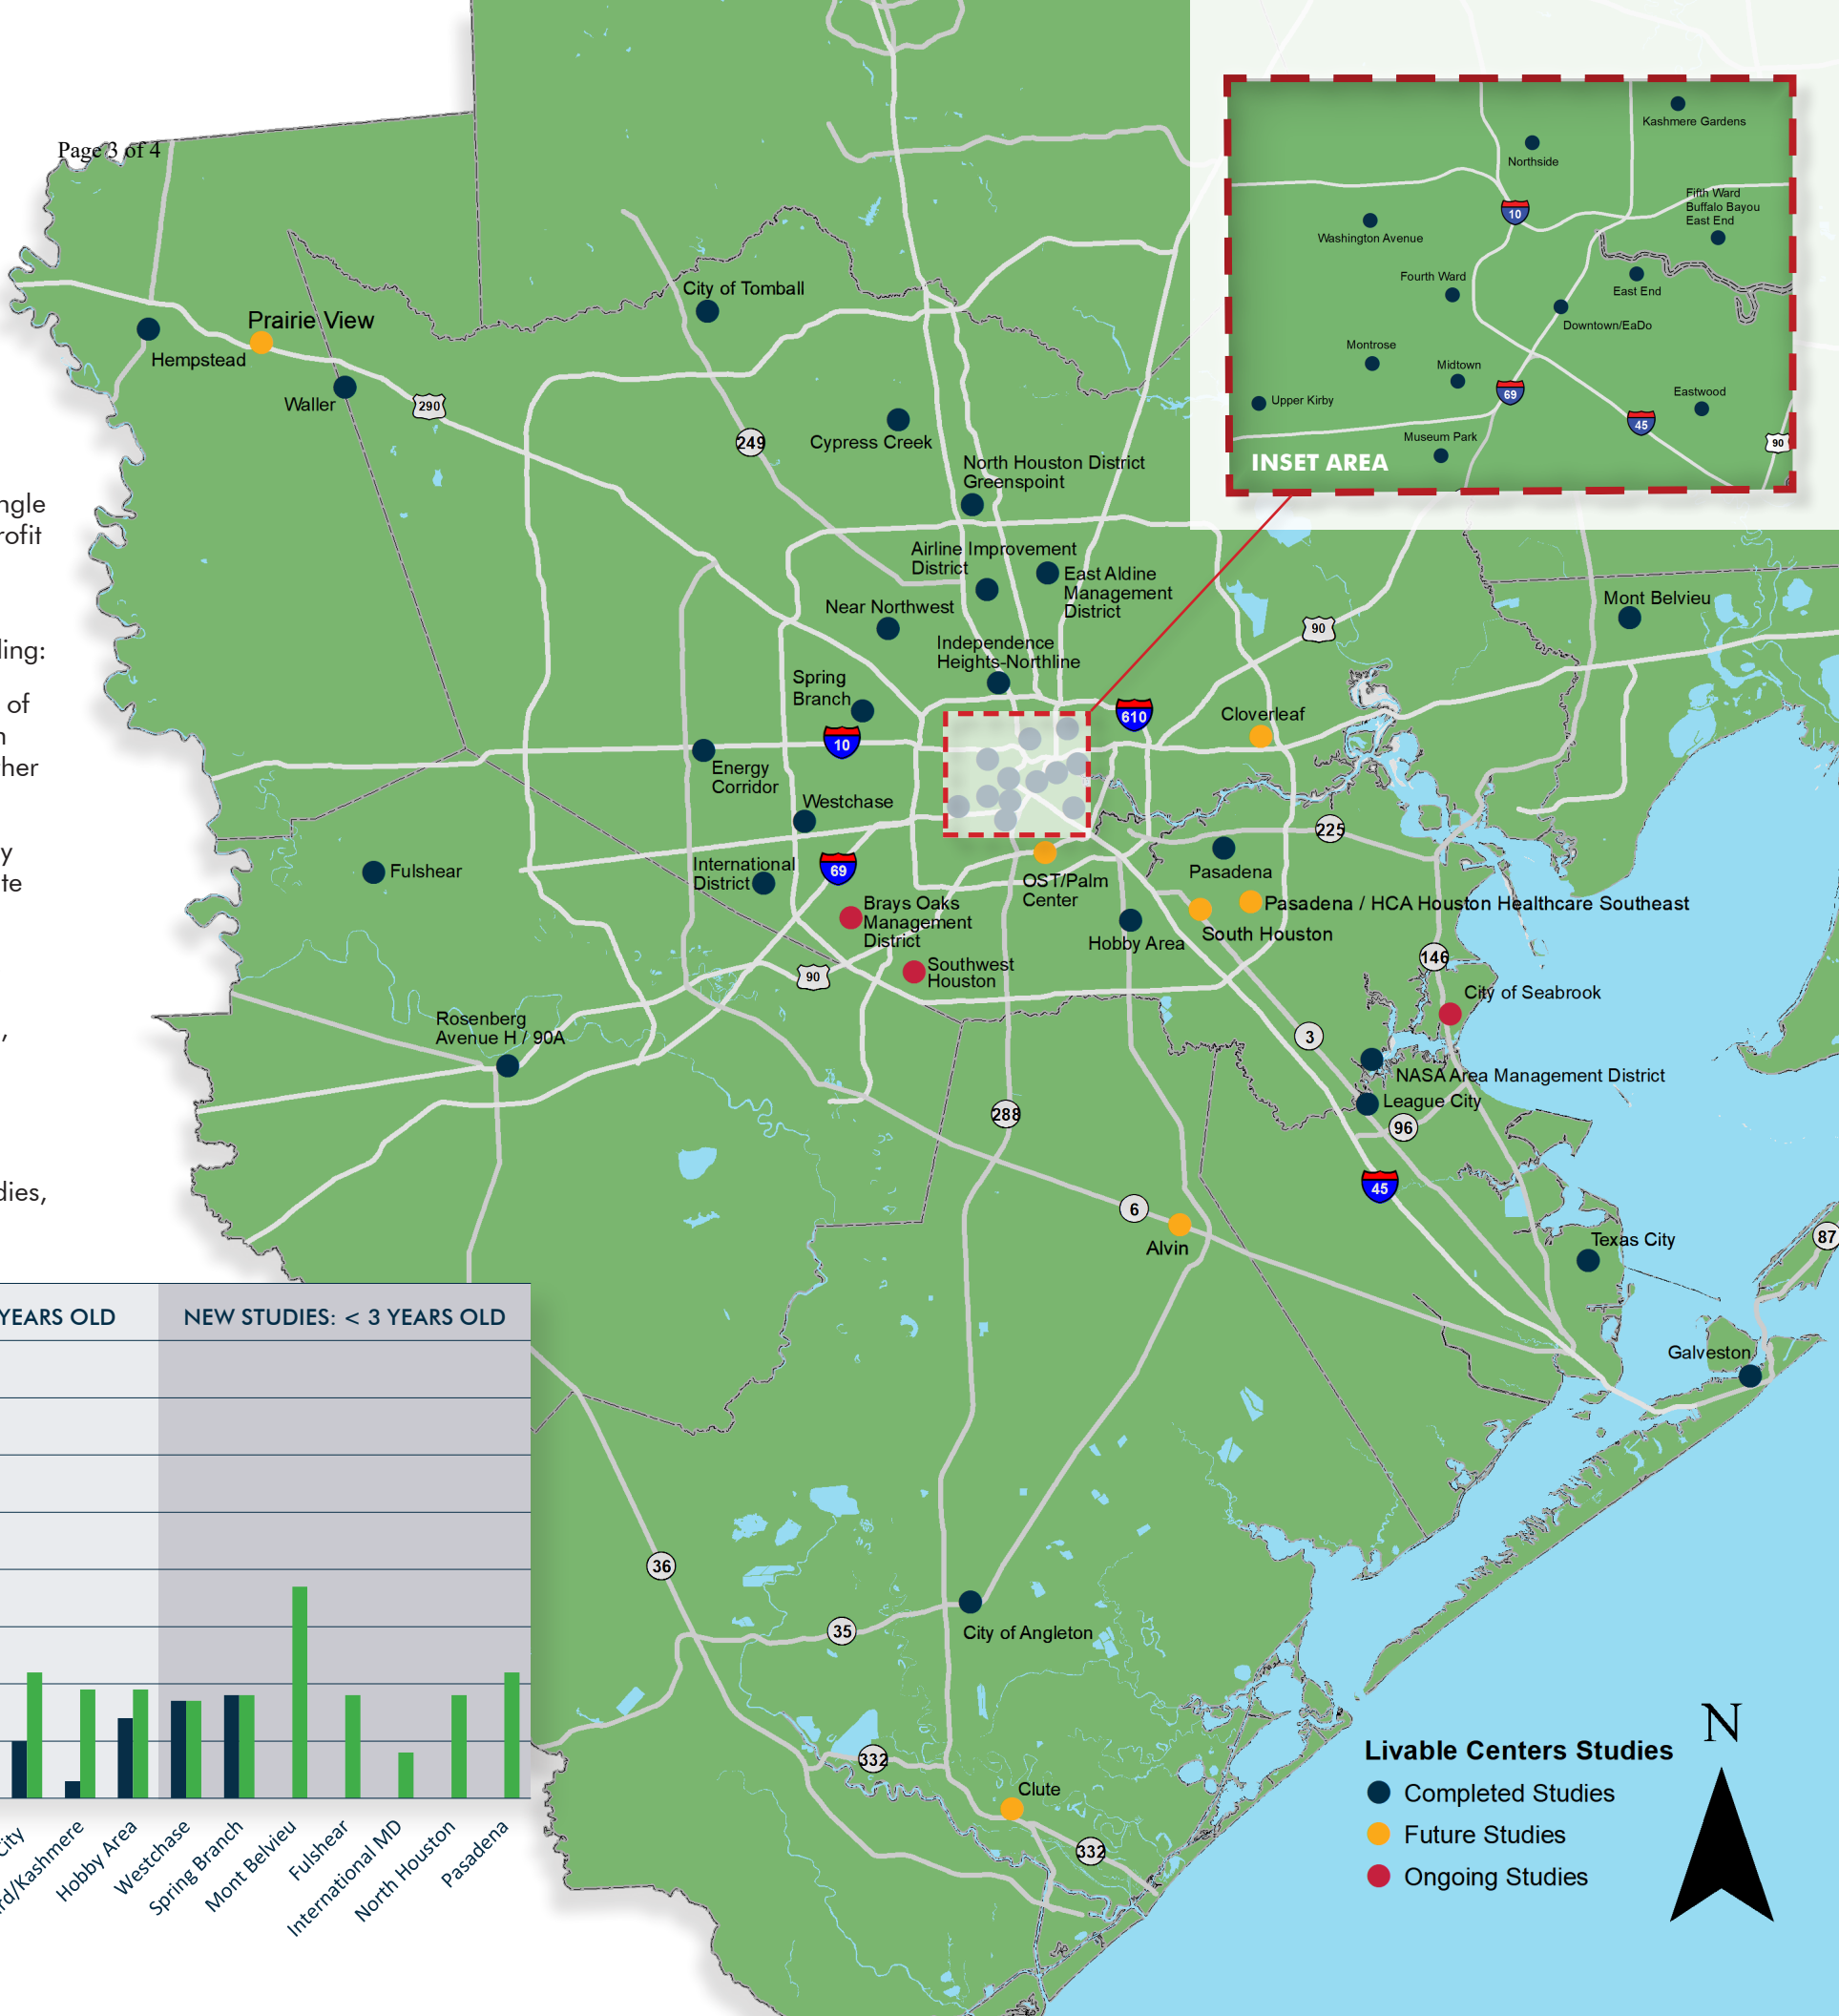 Page 3 of 4
Kashmere Gardens
Northside
Fifth Ward
Buffalo Bayou
East End
10
Washington Avenue
Fourth Ward
East End
Downtown/EaDo
Montrose
Midtown
69
Eastwood
Upper Kirby
45
Museum Park
90
INSET AREA
City of Tomball
Prairie View
Hempstead
Waller
290
249
Cypress Creek
North Houston District
Greenspoint
ngle
rofit
Airline Improvement
District
East Aldine
Management
District
Near Northwest
Mont Belvieu
90
Independence
Heights-Northline
ling:
Spring
Branch
of
610
Cloverleaf
10
n
her
Energy
Corridor
Westchase
225
y
te
Fulshear
International
District
69
OST/Palm
Center
Pasadena
Brays Oaks
Management
District
Pasadena / HCA Houston Healthcare Southeast
South Houston
Hobby Area
Southwest
Houston
90
146
City of Seabrook
Rosenberg
Avenue H / 90A
,
3
NASA Area Management District
League City
288
96
dies,
45
6
Alvin
Texas City
87
Galveston
YEARS OLD
NEW STUDIES: < 3 YEARS OLD
36
35
City of Angleton
332
Clute
332
City
rd/Kashmere
Hobby Area
Westchase
Spring Branch
Mont Belvieu
Fulshear
International MD
North Houston
Pasadena
N
Livable Centers Studies
Completed Studies
Future Studies
Ongoing Studies